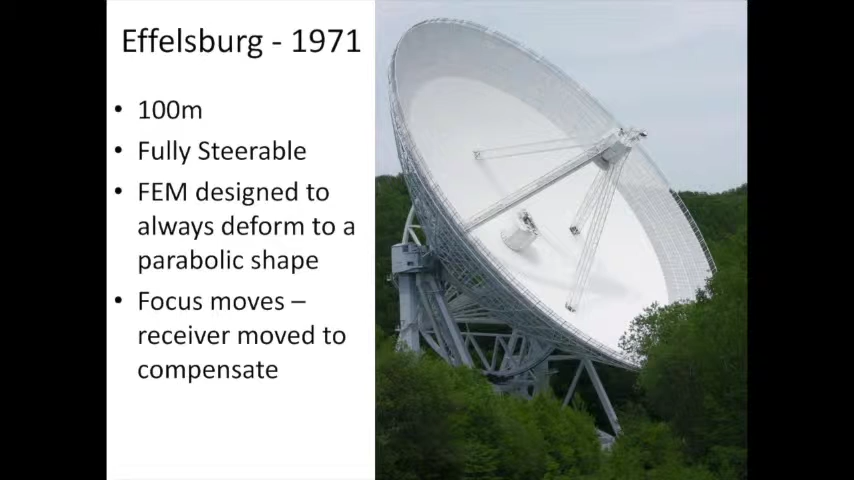 Effelsburg - 1971
• 100m
• Fully Steerable
• FEM designed to
always deform to a
parabolic shape
• Focus moves –
receiver moved to
compensate